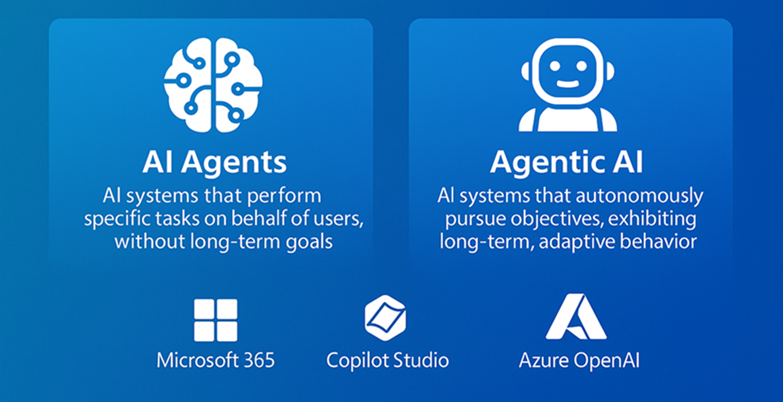 AI Agents
AI systems that perform
specific tasks on behalf of users,
without long-term goals
Agentic AI
AI systems that autonomously
pursue objectives, exhibiting
long-term, adaptive behavior
Microsoft 365
Copilot Studio
Azure OpenAI